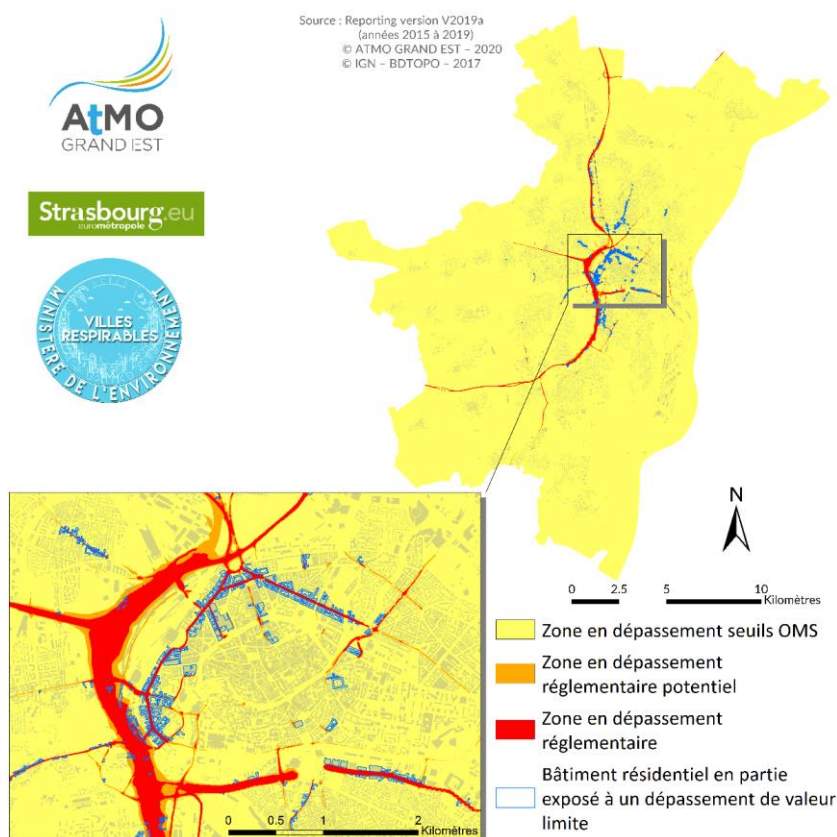 Source : Reporting version V2019a
(années 2015 à 2019)
© ATMO GRAND EST – 2020
© IGN – BDTOPO – 2017
AtMO
GRAND EST
Strasbourg.eu
eurométropole
VILLES
RESPIRABLES
MINISTERE DE L'ENVIRONNEMENT
N
0 2.5 5 10
Kilomètres
Zone en dépassement seuils OMS
Zone en dépassement
réglementaire potentiel
Zone en dépassement
réglementaire
Bâtiment résidentiel en partie
exposé à un dépassement de valeur
limite
0 0.5 1 2
Kilomètres